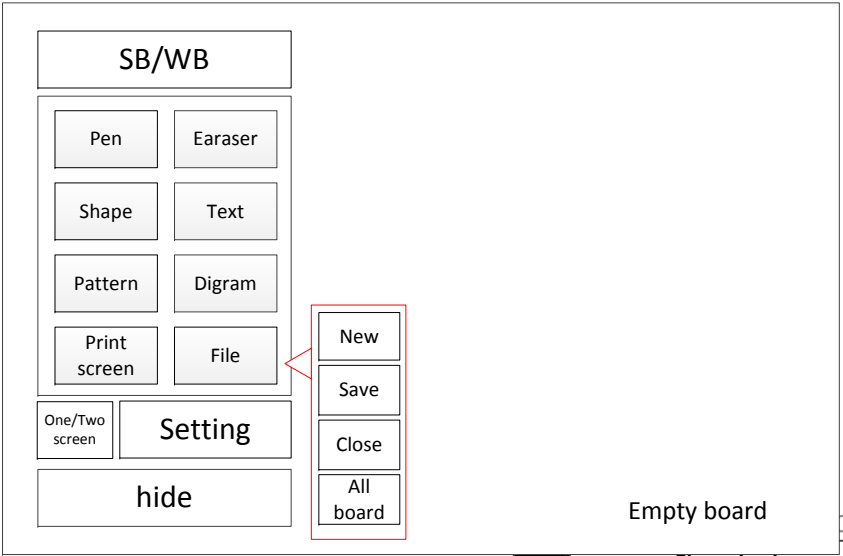 SB/WB
Pen
Earaser
Shape
Text
Pattern
Digram
Print
screen
File
New
Save
Close
All
board
One/Two
screen
Setting
hide
Empty board